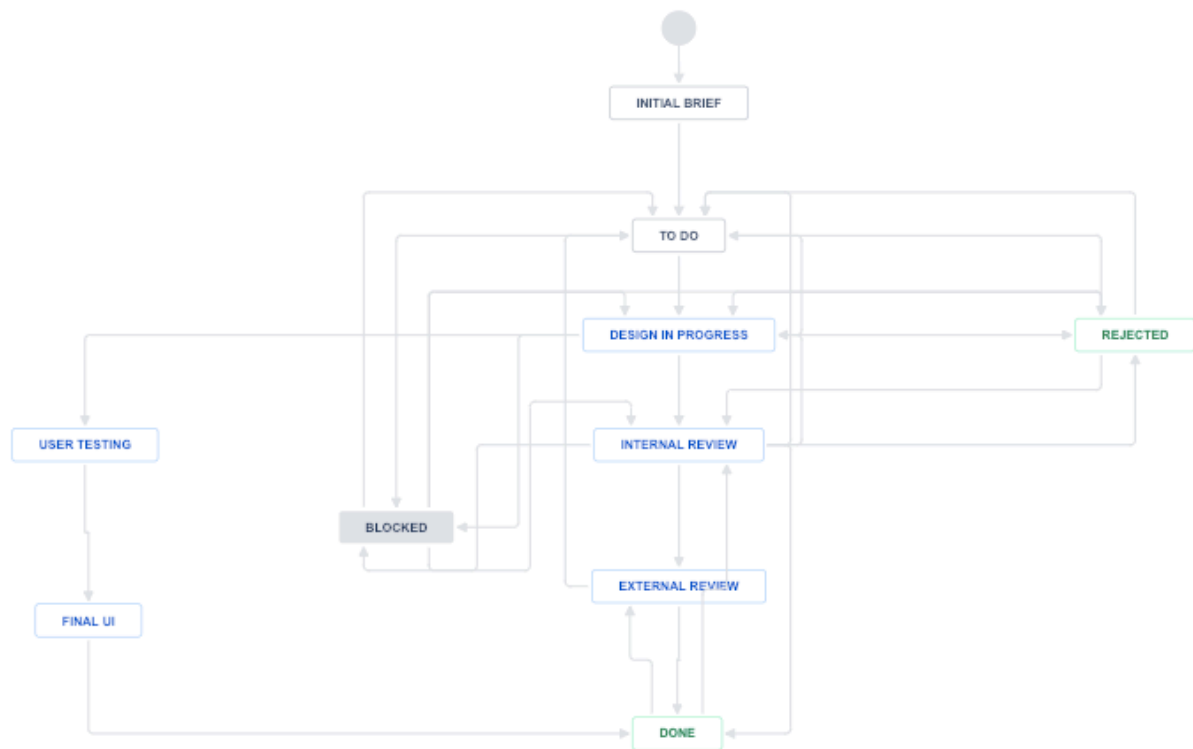 INITIAL BRIEF
TO DO
DESIGN IN PROGRESS
REJECTED
USER TESTING
INTERNAL REVIEW
BLOCKED
EXTERNAL REVIEW
FINAL UI
DONE